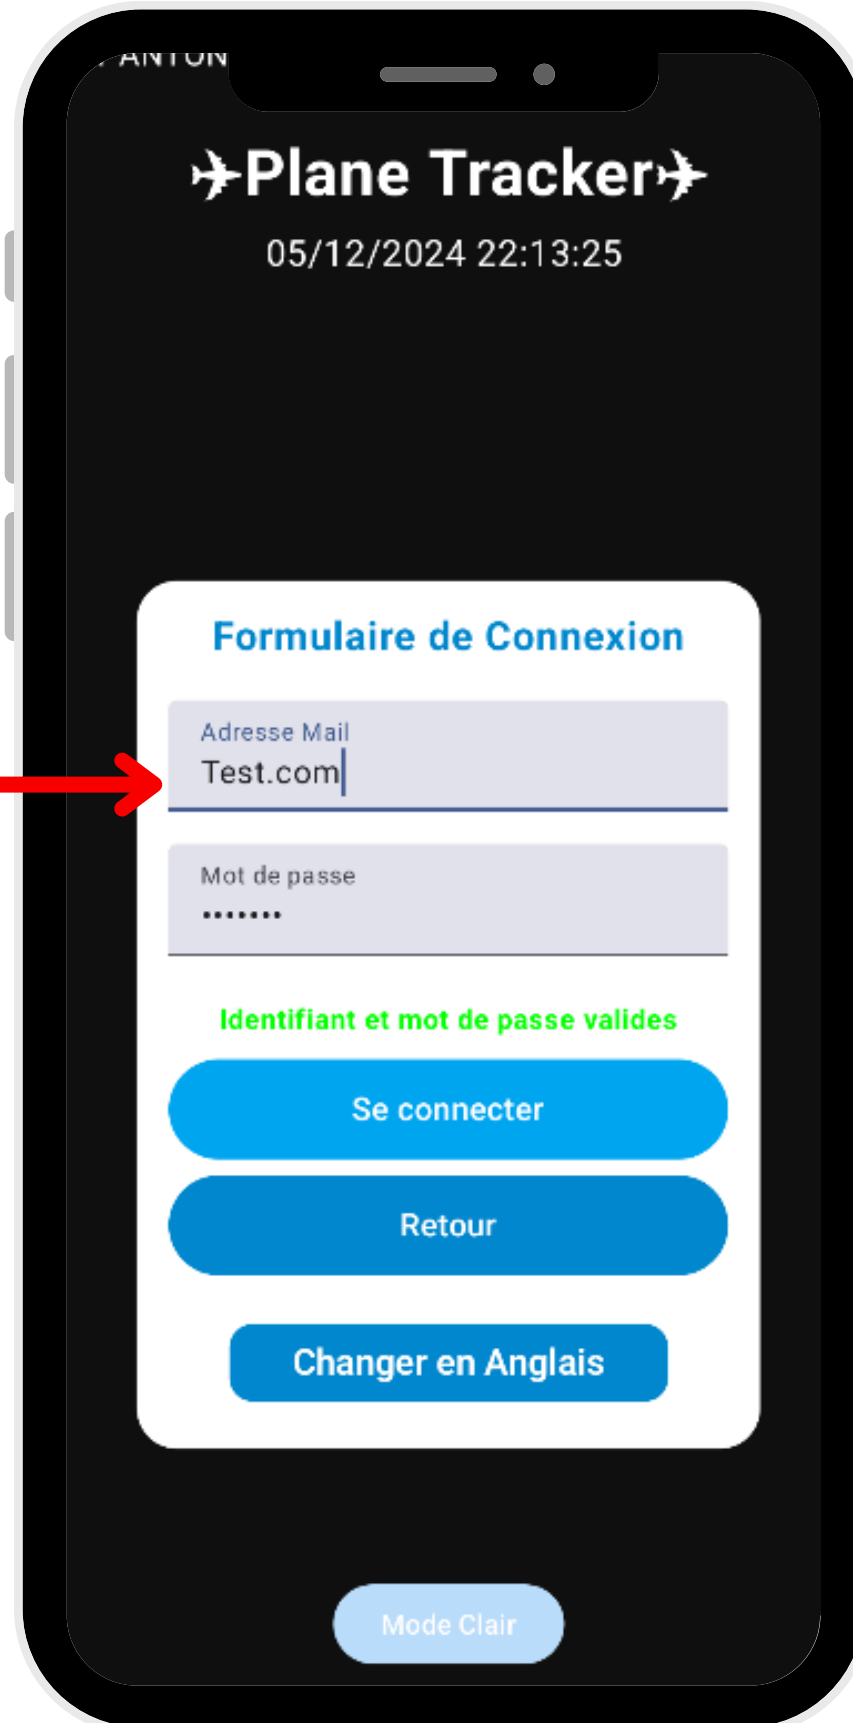 ANTON
✈Plane Tracker✈
05/12/2024 22:13:25
Formulaire de Connexion
Adresse Mail
Test.com
Mot de passe
•••••••
Identifiant et mot de passe valides
Se connecter
Retour
Changer en Anglais
Mode Clair